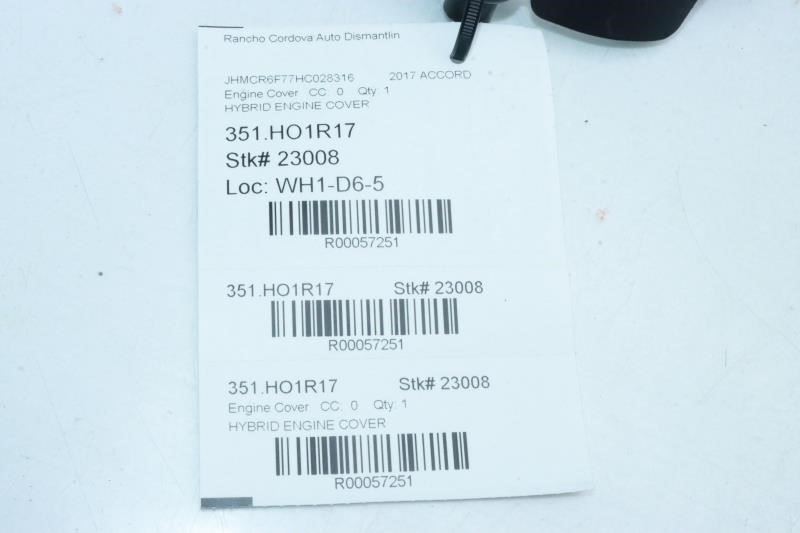 Rancho Cordova Auto Dismantlin
JHMCR6F77HC028316 2017 ACCORD
Engine Cover CC: 0 Qty: 1
HYBRID ENGINE COVER
351.HO1R17
Stk# 23008
Loc: WH1-D6-5
R00057251
351.HO1R17 Stk# 23008
R00057251
351.HO1R17 Stk# 23008
Engine Cover CC: 0 Qty: 1
HYBRID ENGINE COVER
R00057251